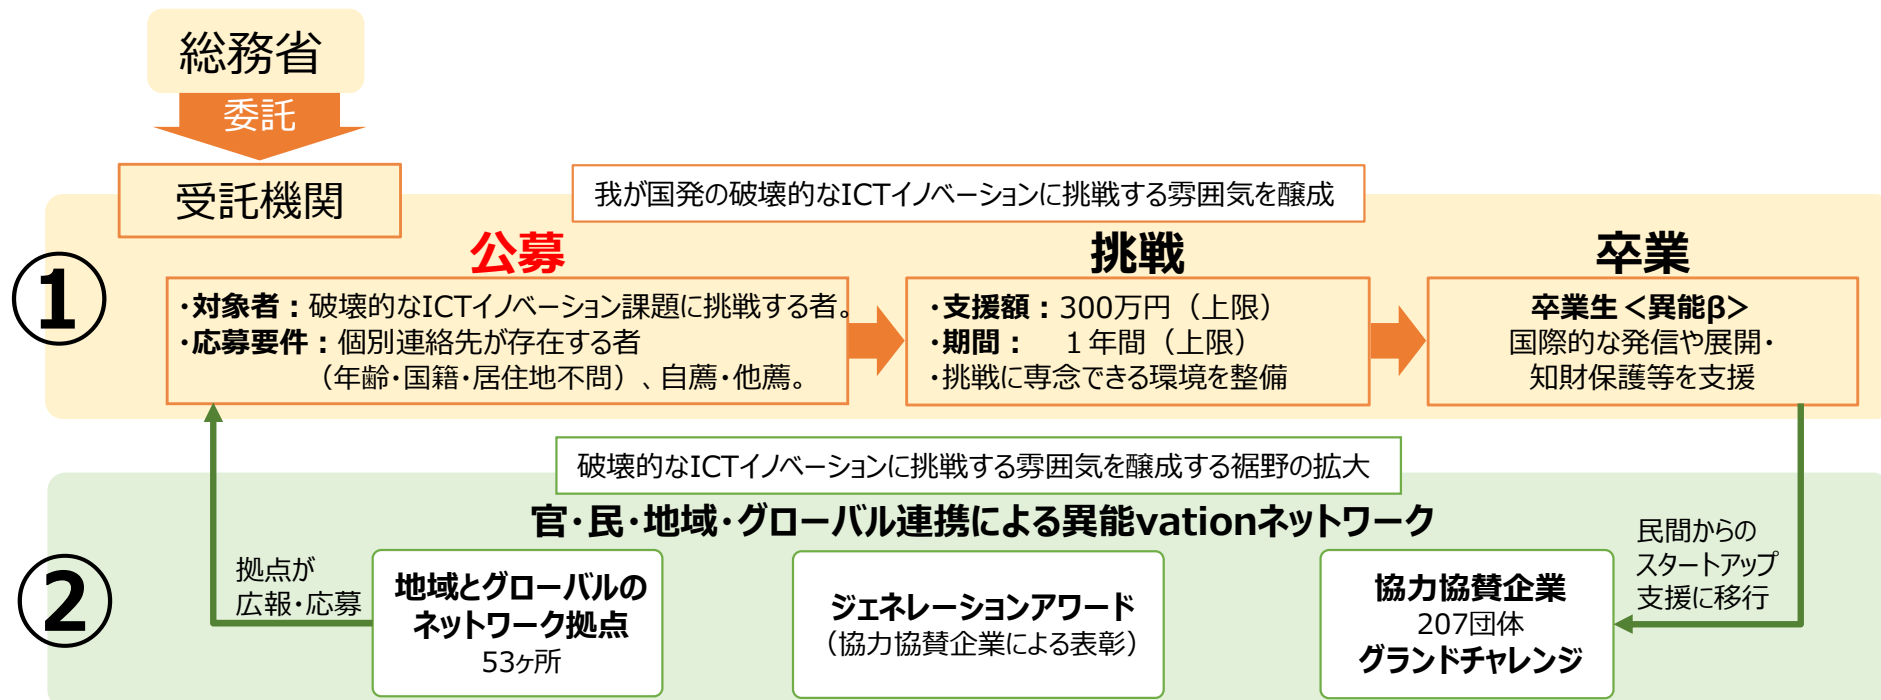 総務省
委託
受託機関
我が国発の破壊的なICTイノベーションに挑戦する雰囲気を醸成
①
公募
・対象者：破壊的なICTイノベーション課題に挑戦する者。
・応募要件：個別連絡先が存在する者
（年齢・国籍・居住地不問）、自薦・他薦。
挑戦
・支援額：300万円（上限）
・期間：　１年間（上限）
・挑戦に専念できる環境を整備
卒業
卒業生＜異能β＞
国際的な発信や展開・
知財保護等を支援
破壊的なICTイノベーションに挑戦する雰囲気を醸成する裾野の拡大
②
官・民・地域・グローバル連携による異能vationネットワーク
拠点が
広報・応募
地域とグローバルの
ネットワーク拠点
53ヶ所
ジェネレーションアワード
（協力協賛企業による表彰）
協力協賛企業
207団体
グランドチャレンジ
民間からの
スタートアップ
支援に移行